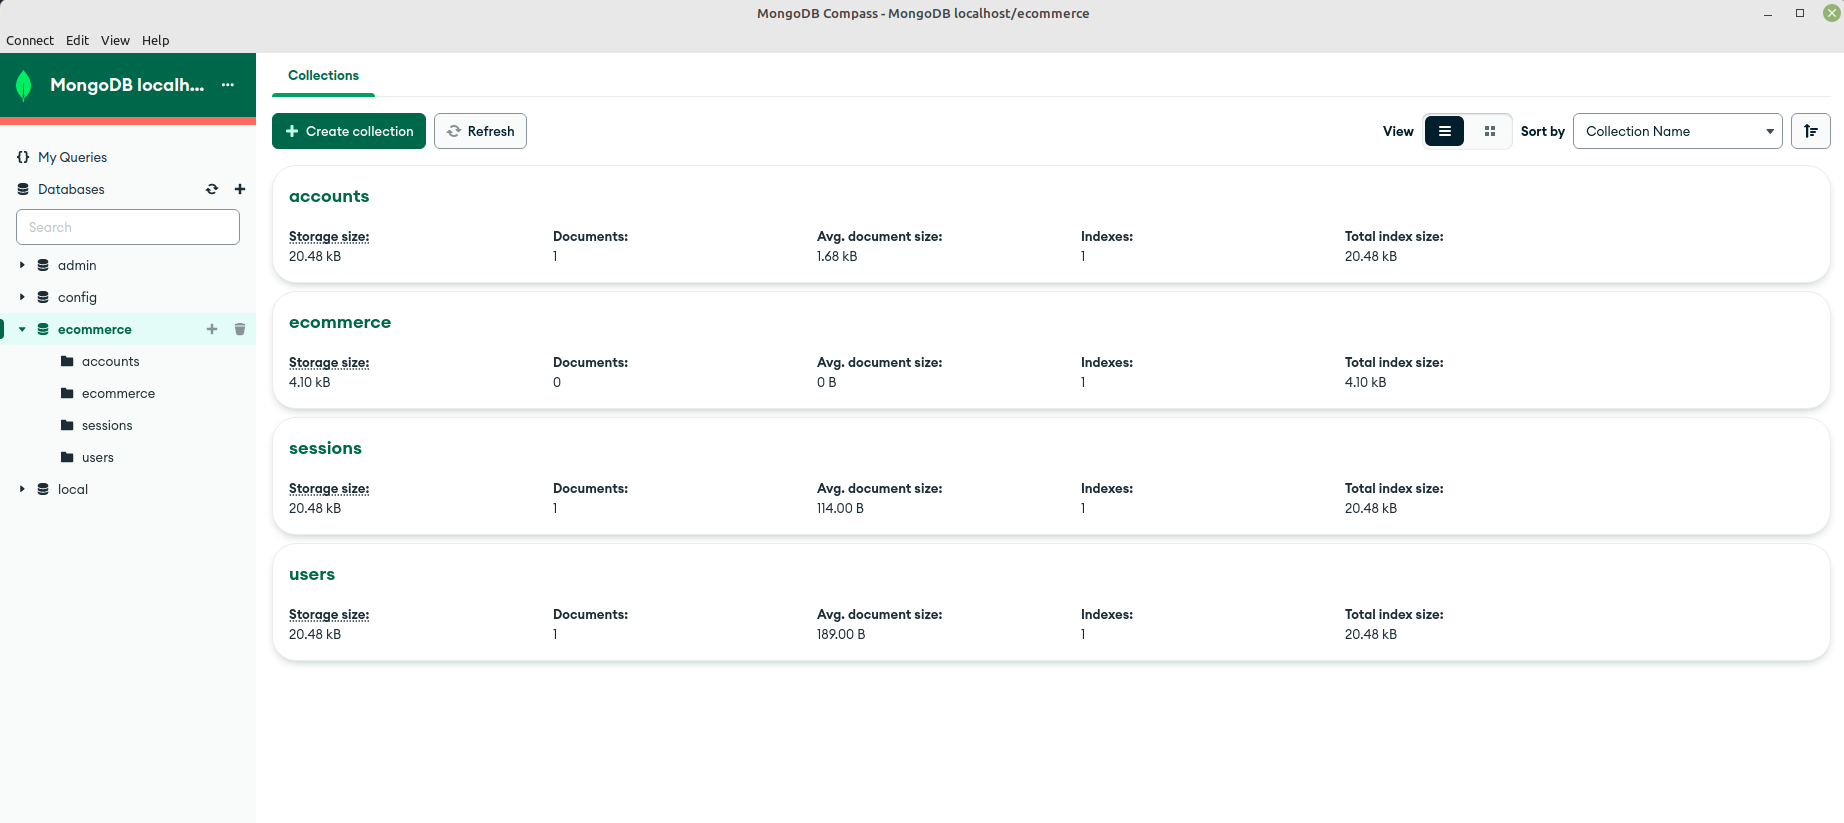 MongoDB Compass - MongoDB localhost/ecommerce
Connect Edit View Help
MongoDB localh...
Collections
Create collection Refresh View Sort by Collection Name
{} My Queries
Databases
Search
admin
config
ecommerce
accounts
ecommerce
sessions
users
local
accounts
Storage size: Documents: Avg. document size: Indexes: Total index size:
20.48 kB 1 1.68 kB 1 20.48 kB
ecommerce
Storage size: Documents: Avg. document size: Indexes: Total index size:
4.10 kB 0 0 B 1 4.10 kB
sessions
Storage size: Documents: Avg. document size: Indexes: Total index size:
20.48 kB 1 114.00 B 1 20.48 kB
users
Storage size: Documents: Avg. document size: Indexes: Total index size:
20.48 kB 1 189.00 B 1 20.48 kB